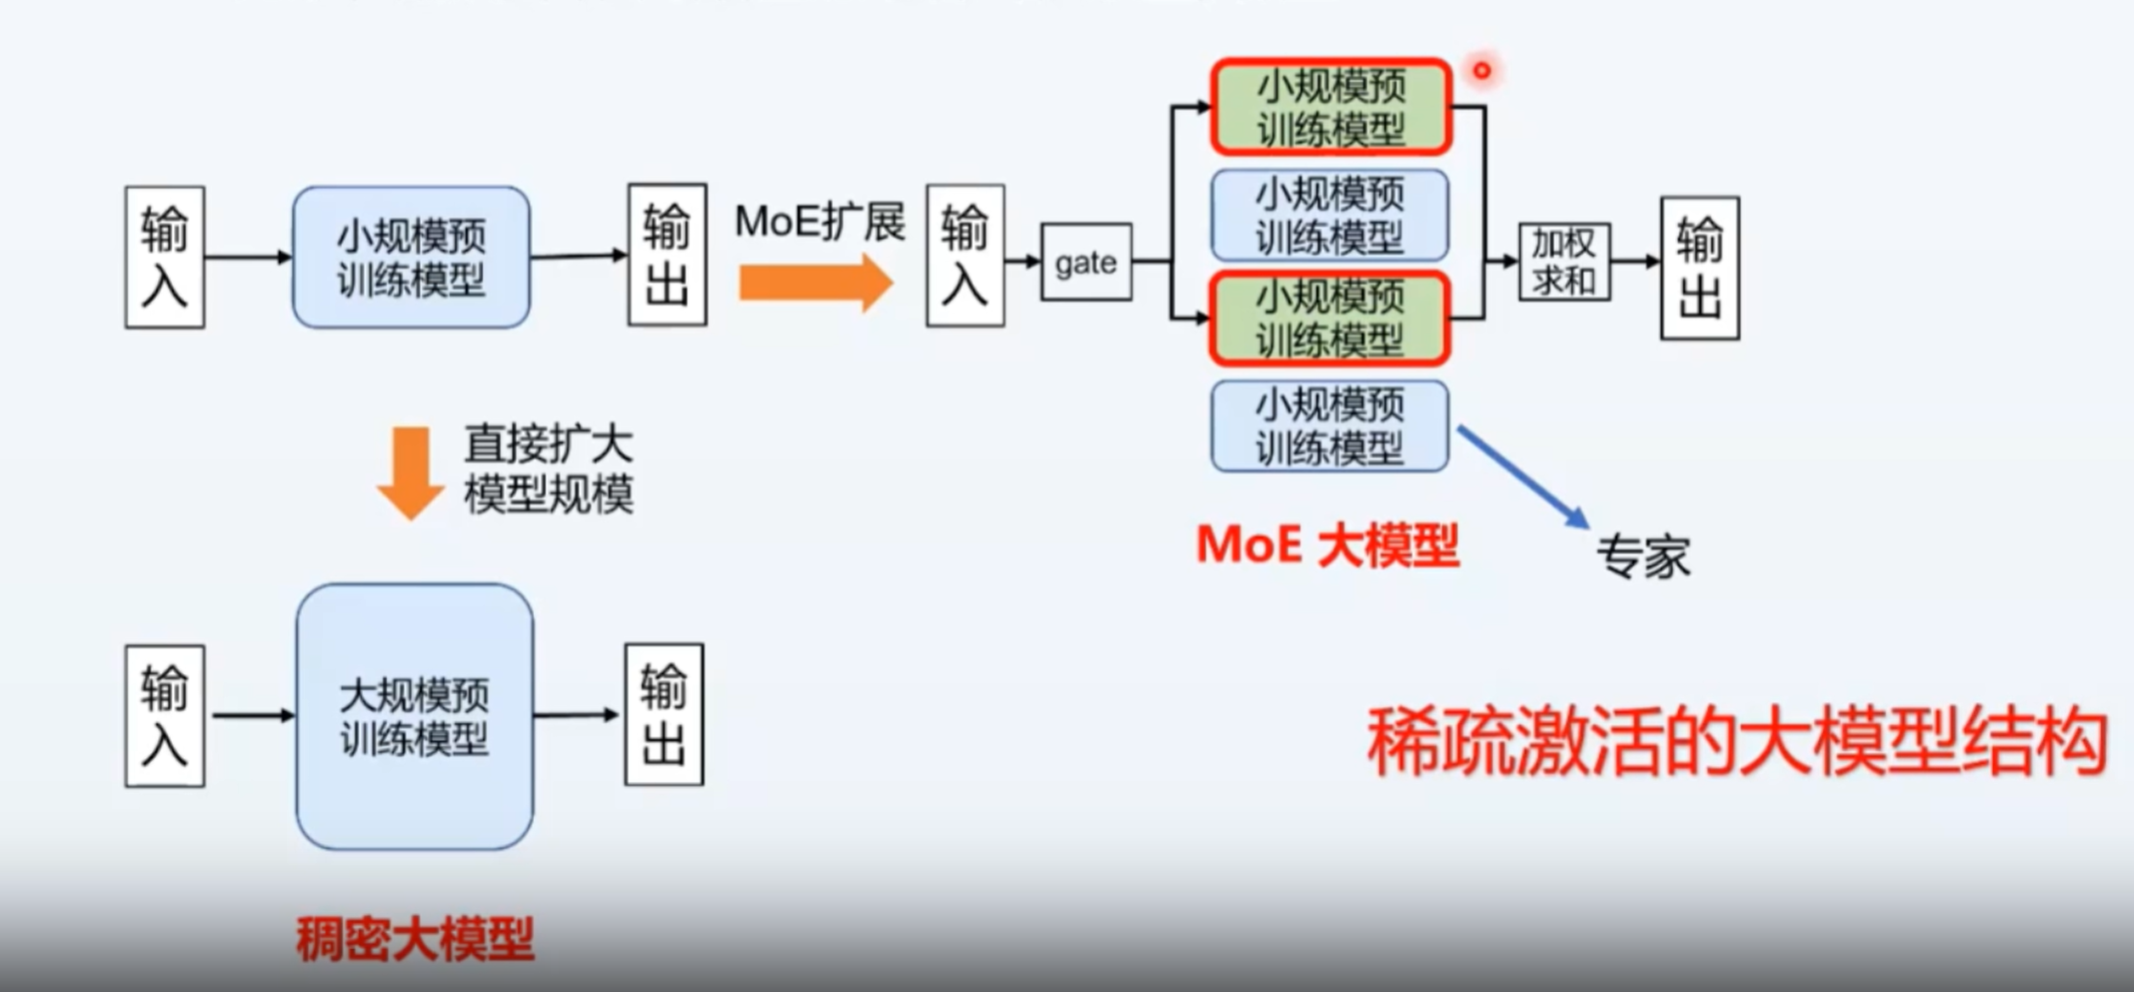 输
入
小规模预
训练模型
输
出
MoE扩展
输
入
gate
小规模预
训练模型
小规模预
训练模型
小规模预
训练模型
小规模预
训练模型
加权
求和
输
出
MoE 大模型
专家
直接扩大
模型规模
输
入
大规模预
训练模型
输
出
稠密大模型
稀疏激活的大模型结构